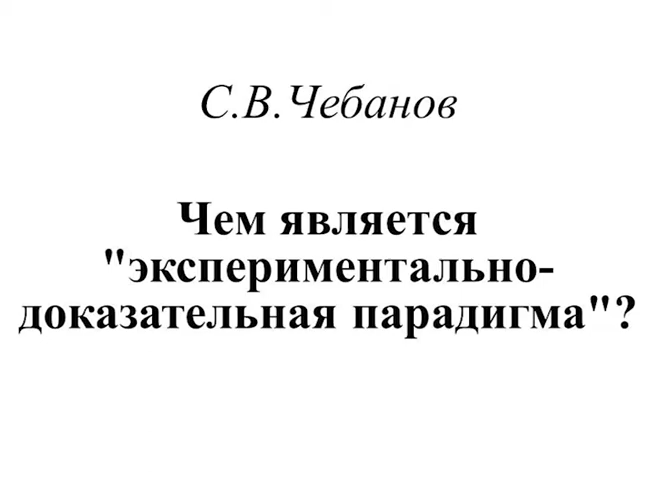 С.В.Чебанов
Чем является
"экспериментально-
доказательная парадигма"?